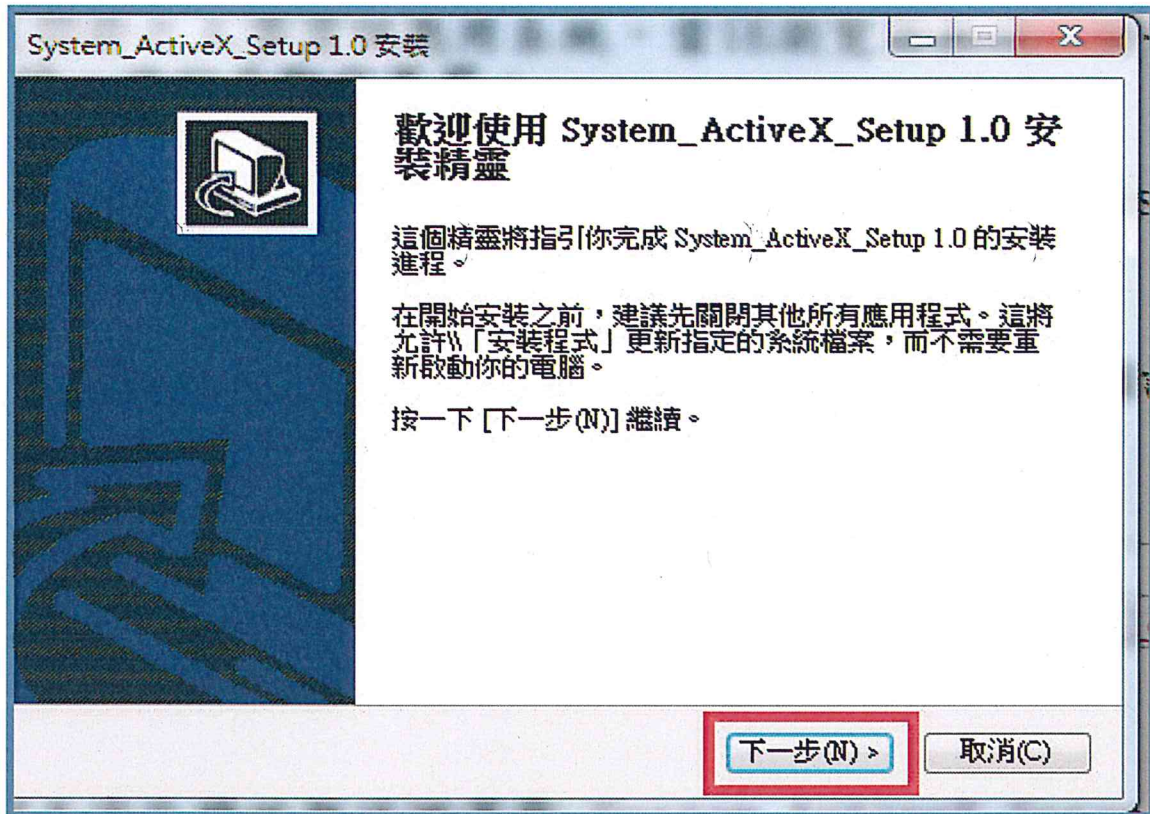 System_ActiveX_Setup 1.0 安裝
歡迎使用 System_ActiveX_Setup 1.0 安
裝精靈
這個精靈將指引你完成 System_ActiveX_Setup 1.0 的安裝
進程。
在開始安裝之前，建議先關閉其他所有應用程式。這將
允許\「安裝程式」更新指定的系統檔案，而不需要重
新啟動你的電腦。
按一下 [下一步(N)] 繼續。
下一步(N) >
取消(C)